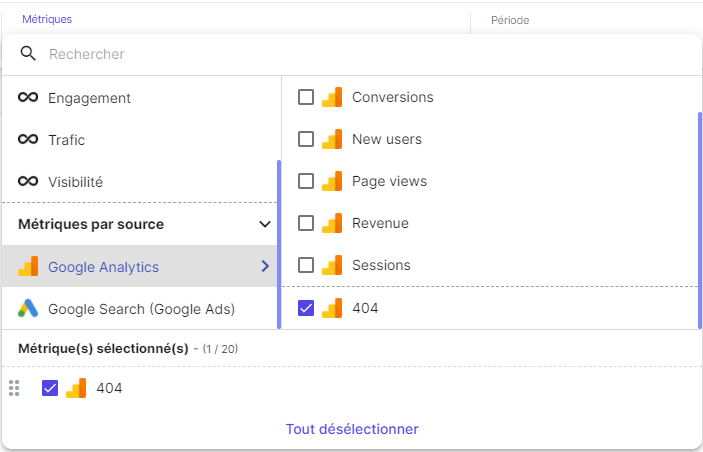 Métriques
Période
Rechercher
Engagement
Trafic
Visibilité
Métriques par source
Google Analytics
Google Search (Google Ads)
Conversions
New users
Page views
Revenue
Sessions
404
Métrique(s) sélectionné(s) - (1 / 20)
404
Tout désélectionner